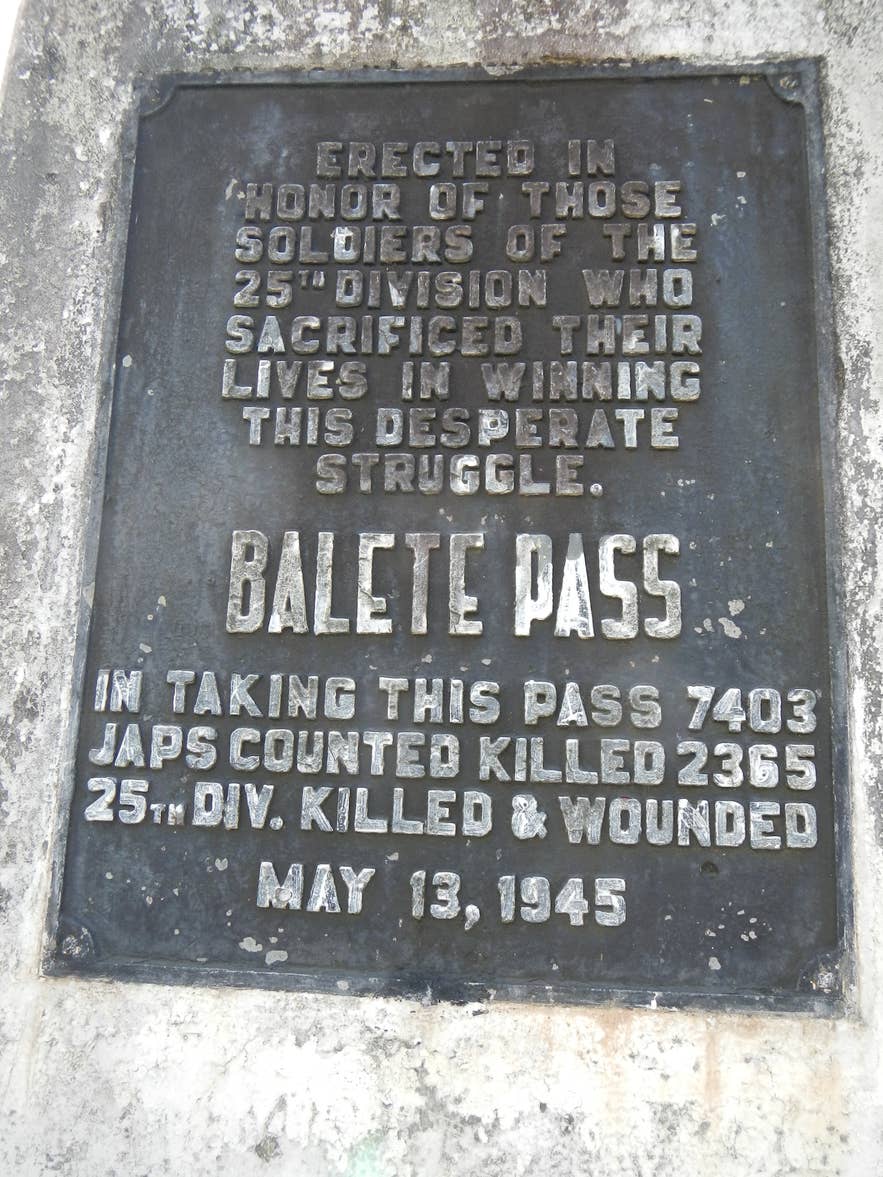 ERECTED IN
HONOR OF THOSE
SOLDIERS OF THE
25TH DIVISION WHO
SACRIFICED THEIR
LIVES IN WINNING
THIS DESPERATE
STRUGGLE.
BALETE PASS
IN TAKING THIS PASS 7403
JAPS COUNTED KILLED 2365
25TH DIV. KILLED & WOUNDED
MAY 13, 1945